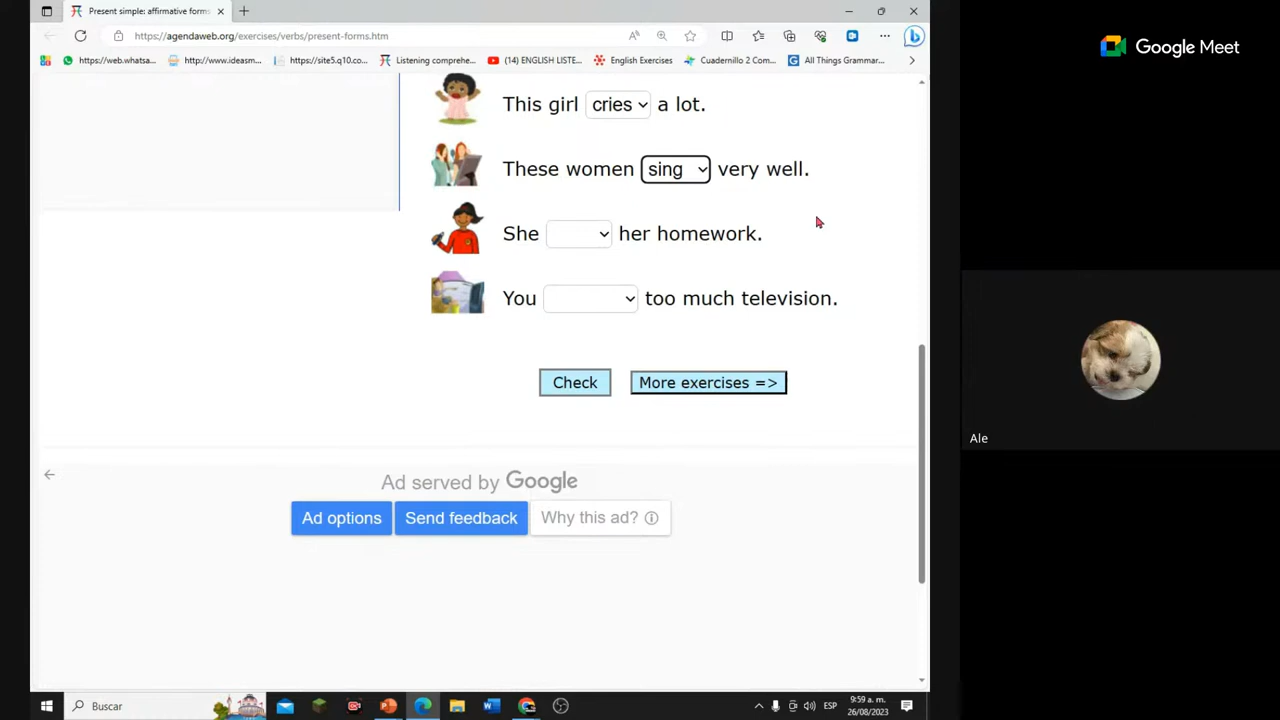 Present simple: affirmative forms
https://agendaweb.org/exercises/verbs/present-forms.htm
https://web.whatsa...
http://www.ideasm...
https://site5.q10.co...
Listening comprehe...
(14) ENGLISH LISTE...
English Exercises
Cuadernillo 2 Com...
All Things Grammar...
This girl cries a lot.
These women sing very well.
She her homework.
You too much television.
Check
More exercises =>
Ad served by Google
Ad options
Send feedback
Why this ad?
Buscar
ESP
9:59 a. m.
26/08/2023
Google Meet
Ale